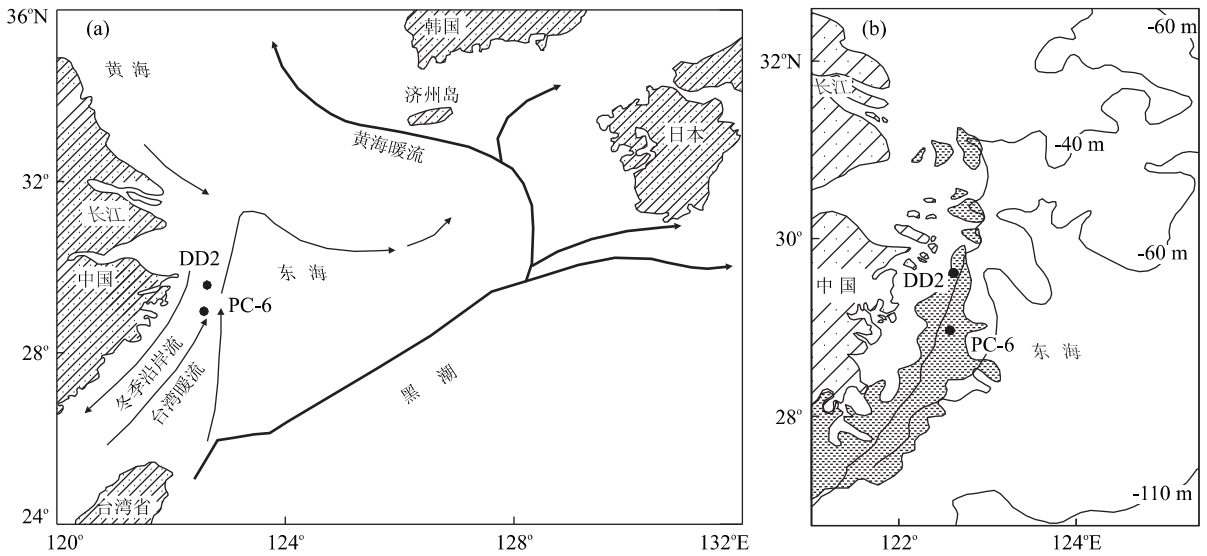 36°N
(a)
韩国
黄 海
济州岛
黄海暖流
日本
32°
长江
DD2
东 海
中国
PC-6
28°
冬季沿岸流
台湾暖流
黑 潮
台湾省
24°
120°
124°
128°
132°E
(b)
-60 m
32°N
长江
-40 m
30°
-60 m
DD2
中 国
PC-6
东 海
28°
-110 m
122°
124°E